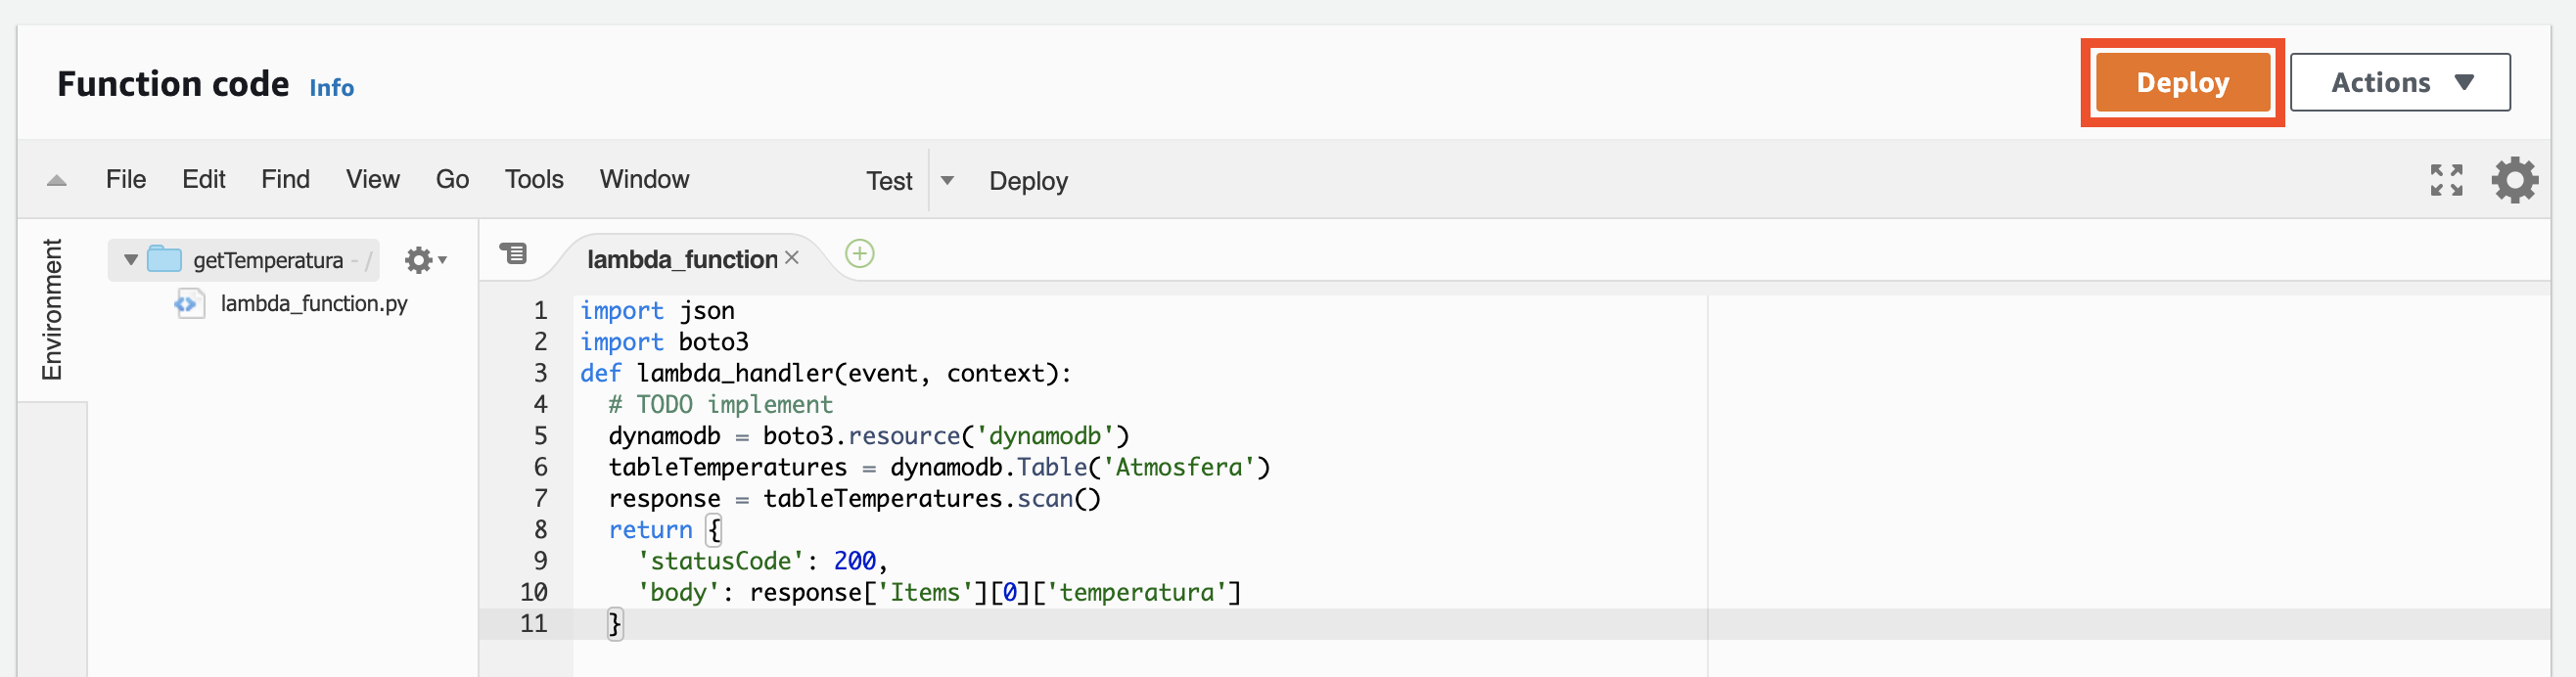 Function code Info Deploy Actions
File Edit Find View Go Tools Window Test Deploy
Environment
getTemperatura - /
lambda_function.py
lambda_function
1 import json
2 import boto3
3 def lambda_handler(event, context):
4   # TODO implement
5   dynamodb = boto3.resource('dynamodb')
6   tableTemperatures = dynamodb.Table('Atmosfera')
7   response = tableTemperatures.scan()
8   return {
9     'statusCode': 200,
10     'body': response['Items'][0]['temperatura']
11   }